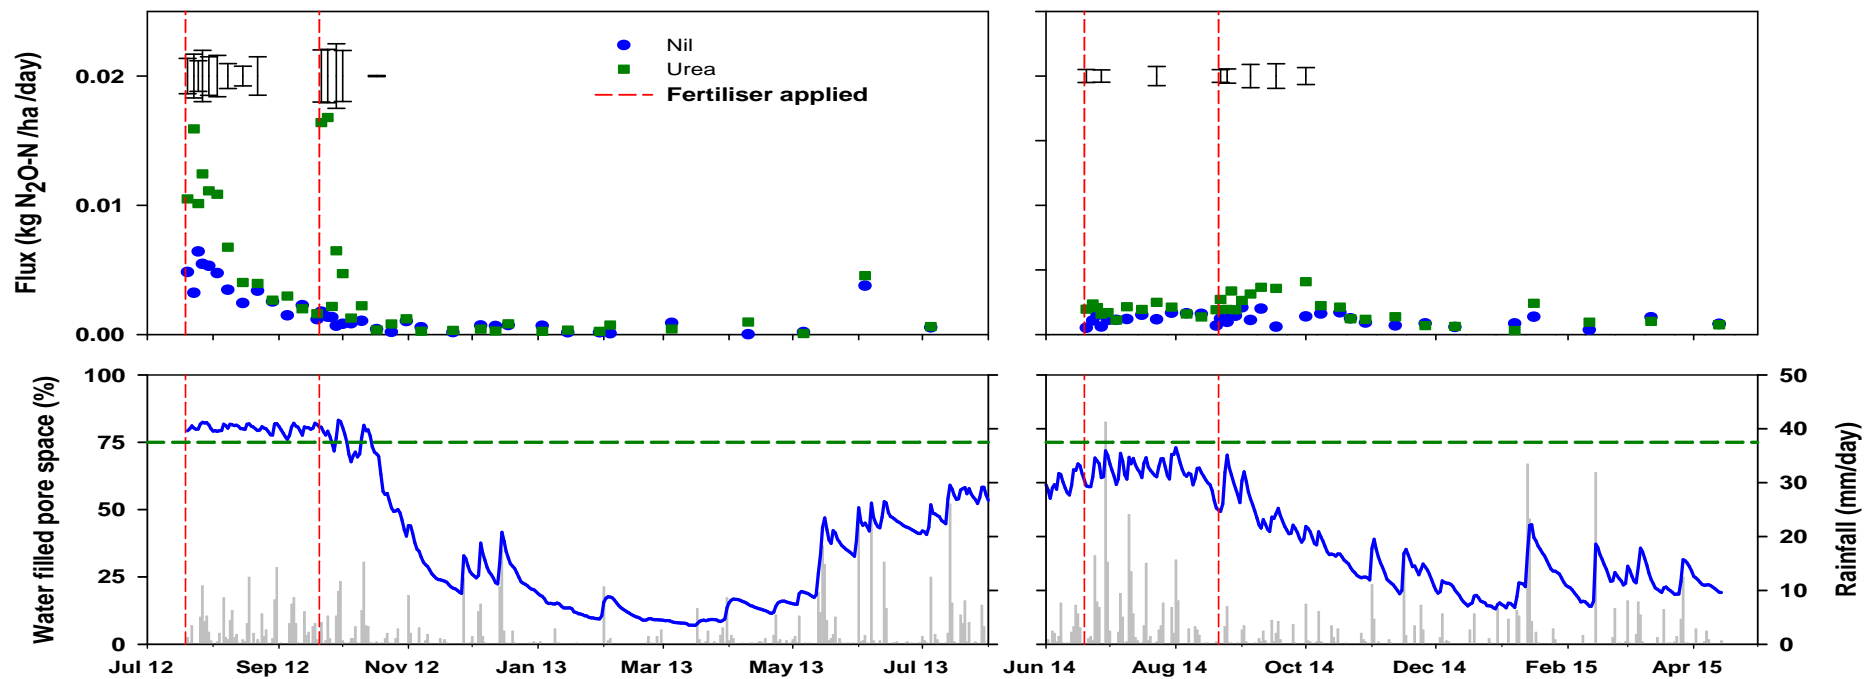 Flux (kg N₂O-N /ha /day)
0.02
0.01
0.00
Nil
Urea
Fertiliser applied
Water filled pore space (%)
100
75
50
25
0
50
40
30
20
10
0
Rainfall (mm/day)
Jul 12 Sep 12 Nov 12 Jan 13 Mar 13 May 13 Jul 13 Jun 14 Aug 14 Oct 14 Dec 14 Feb 15 Apr 15